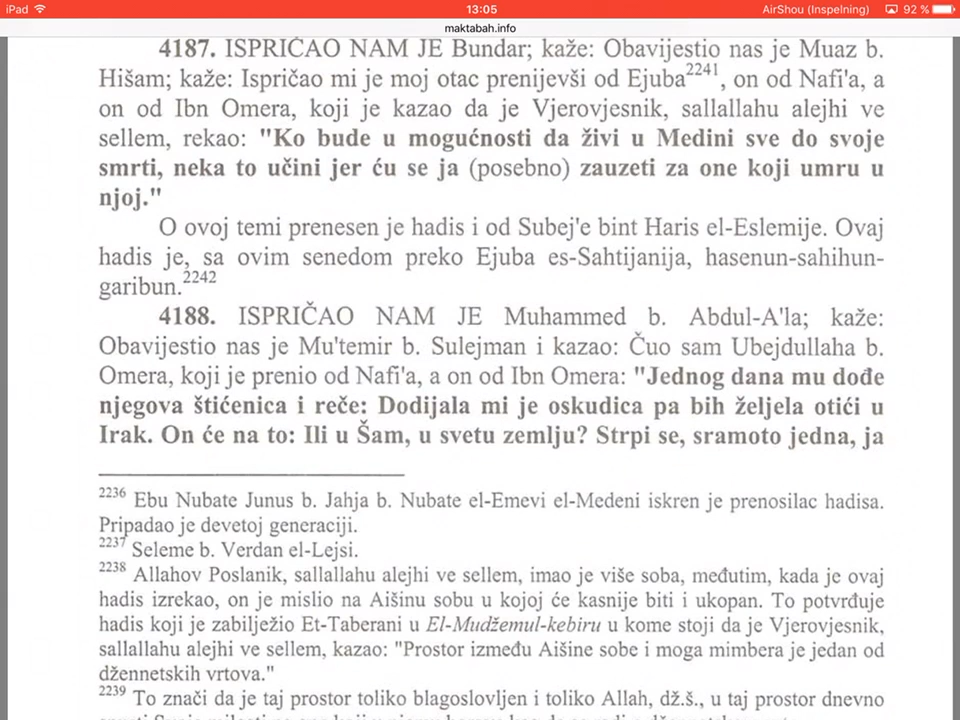 iPad 13:05 AirShou (Inspelning) 92 %
maktabah.info
4187. ISPRIČAO NAM JE Bundar; kaže: Obavijestio nas je Muaz b.
Hišam; kaže: Ispričao mi je moj otac prenijevši od Ejuba2241, on od Nafi'a, a
on od Ibn Omera, koji je kazao da je Vjerovjesnik, sallallahu alejhi ve
sellem, rekao: "Ko bude u mogućnosti da živi u Medini sve do svoje
smrti, neka to učini jer ću se ja (posebno) zauzeti za one koji umru u
njoj."
O ovoj temi prenesen je hadis i od Subej'e bint Haris el-Eslemije. Ovaj
hadis je, sa ovim senedom preko Ejuba es-Sahtijanija, hasenun-sahihun-
garibun.2242
4188. ISPRIČAO NAM JE Muhammed b. Abdul-A'la; kaže:
Obavijestio nas je Mu'temir b. Sulejman i kazao: Čuo sam Ubejdullaha b.
Omera, koji je prenio od Nafi'a, a on od Ibn Omera: "Jednog dana mu dođe
njegova štićenica i reče: Dodijala mi je oskudica pa bih željela otići u
Irak. On će na to: Ili u Šam, u svetu zemlju? Strpi se, sramoto jedna, ja
2236 Ebu Nubate Junus b. Jahja b. Nubate el-Emevi el-Medeni iskren je prenosilac hadisa.
Pripadao je devetoj generaciji.
2237 Seleme b. Verdan el-Lejsi.
2238 Allahov Poslanik, sallallahu alejhi ve sellem, imao je više soba, međutim, kada je ovaj
hadis izrekao, on je mislio na Aišinu sobu u kojoj će kasnije biti i ukopan. To potvrđuje
hadis koji je zabilježio Et-Taberani u El-Mudžemul-kebiru u kome stoji da je Vjerovjesnik,
sallallahu alejhi ve sellem, kazao: "Prostor između Aišine sobe i moga mimbera je jedan od
džennetskih vrtova."
2239 To znači da je taj prostor toliko blagoslovljen i toliko Allah, dž.š., u taj prostor dnevno